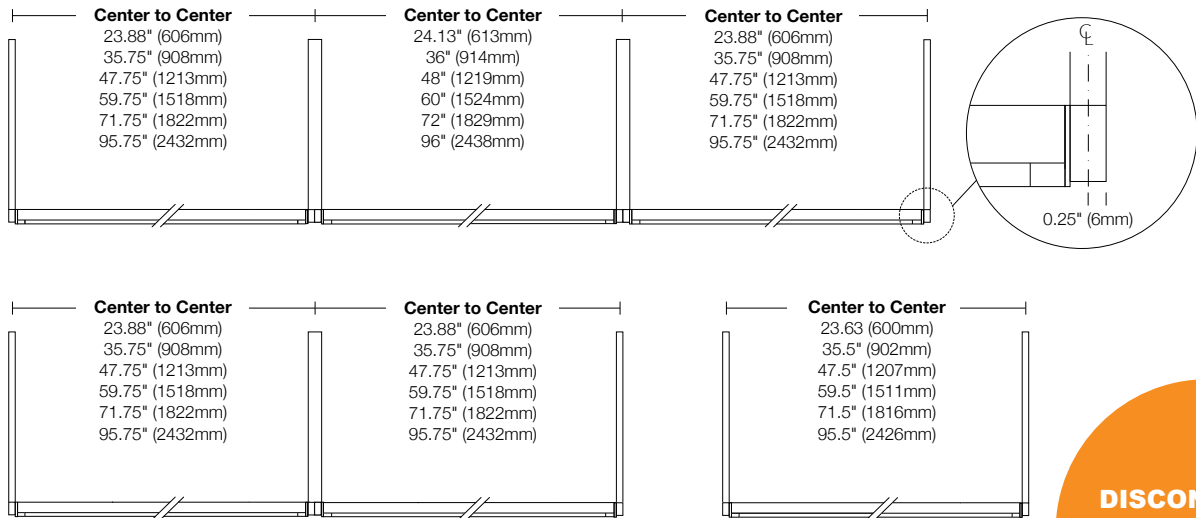 Center to Center
23.88" (606mm)
35.75" (908mm)
47.75" (1213mm)
59.75" (1518mm)
71.75" (1822mm)
95.75" (2432mm)
Center to Center
24.13" (613mm)
36" (914mm)
48" (1219mm)
60" (1524mm)
72" (1829mm)
96" (2438mm)
Center to Center
23.88" (606mm)
35.75" (908mm)
47.75" (1213mm)
59.75" (1518mm)
71.75" (1822mm)
95.75" (2432mm)
℄
0.25" (6mm)
Center to Center
23.88" (606mm)
35.75" (908mm)
47.75" (1213mm)
59.75" (1518mm)
71.75" (1822mm)
95.75" (2432mm)
Center to Center
23.88" (606mm)
35.75" (908mm)
47.75" (1213mm)
59.75" (1518mm)
71.75" (1822mm)
95.75" (2432mm)
Center to Center
23.63 (600mm)
35.5" (902mm)
47.5" (1207mm)
59.5" (1511mm)
71.5" (1816mm)
95.5" (2426mm)